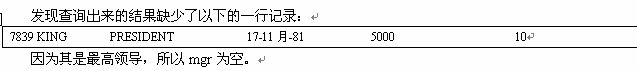 发现查询出来的结果缺少了以下的一行记录:
7839 KING PRESIDENT 17-11 月-81 5000 10
因为其是最高领导，所以 mgr 为空。